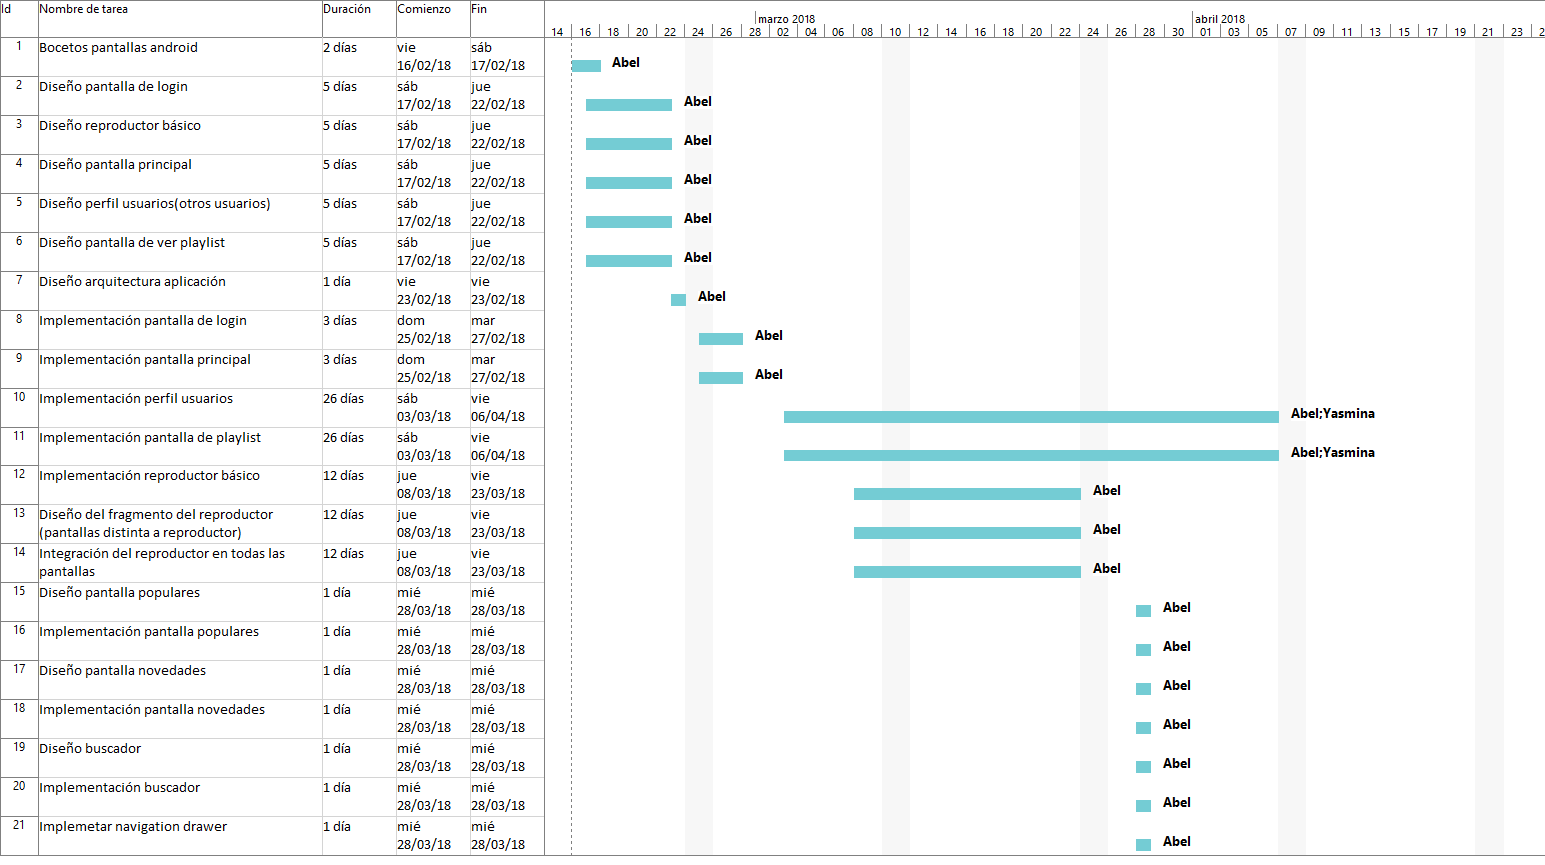 Id Nombre de tarea Duración Comienzo Fin
marzo 2018 abril 2018
14 16 18 20 22 24 26 28 02 04 06 08 10 12 14 16 18 20 22 24 26 28 30 01 03 05 07 09 11 13 15 17 19 21 23 2
1 Bocetos pantallas android 2 días vie sáb
16/02/18 17/02/18 Abel
2 Diseño pantalla de login 5 días sáb jue
17/02/18 22/02/18 Abel
3 Diseño reproductor básico 5 días sáb jue
17/02/18 22/02/18 Abel
4 Diseño pantalla principal 5 días sáb jue
17/02/18 22/02/18 Abel
5 Diseño perfil usuarios(otros usuarios) 5 días sáb jue
17/02/18 22/02/18 Abel
6 Diseño pantalla de ver playlist 5 días sáb jue
17/02/18 22/02/18 Abel
7 Diseño arquitectura aplicación 1 día vie vie
23/02/18 23/02/18 Abel
8 Implementación pantalla de login 3 días dom mar
25/02/18 27/02/18 Abel
9 Implementación pantalla principal 3 días dom mar
25/02/18 27/02/18 Abel
10 Implementación perfil usuarios 26 días sáb vie
03/03/18 06/04/18 Abel;Yasmina
11 Implementación pantalla de playlist 26 días sáb vie
03/03/18 06/04/18 Abel;Yasmina
12 Implementación reproductor básico 12 días jue vie
08/03/18 23/03/18 Abel
13 Diseño del fragmento del reproductor 12 días jue vie
(pantallas distinta a reproductor) 08/03/18 23/03/18 Abel
14 Integración del reproductor en todas las 12 días jue vie
pantallas 08/03/18 23/03/18 Abel
15 Diseño pantalla populares 1 día mié mié
28/03/18 28/03/18 Abel
16 Implementación pantalla populares 1 día mié mié
28/03/18 28/03/18 Abel
17 Diseño pantalla novedades 1 día mié mié
28/03/18 28/03/18 Abel
18 Implementación pantalla novedades 1 día mié mié
28/03/18 28/03/18 Abel
19 Diseño buscador 1 día mié mié
28/03/18 28/03/18 Abel
20 Implementación buscador 1 día mié mié
28/03/18 28/03/18 Abel
21 Implemetar navigation drawer 1 día mié mié
28/03/18 28/03/18 Abel